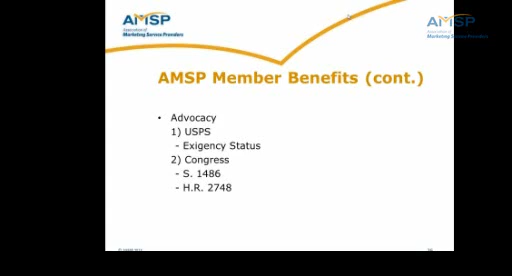 AMSP
Association of
Marketing Service Providers
AMSP
Association of
Marketing Service Providers
AMSP Member Benefits (cont.)
• Advocacy
1) USPS
- Exigency Status
2) Congress
- S. 1486
- H.R. 2748